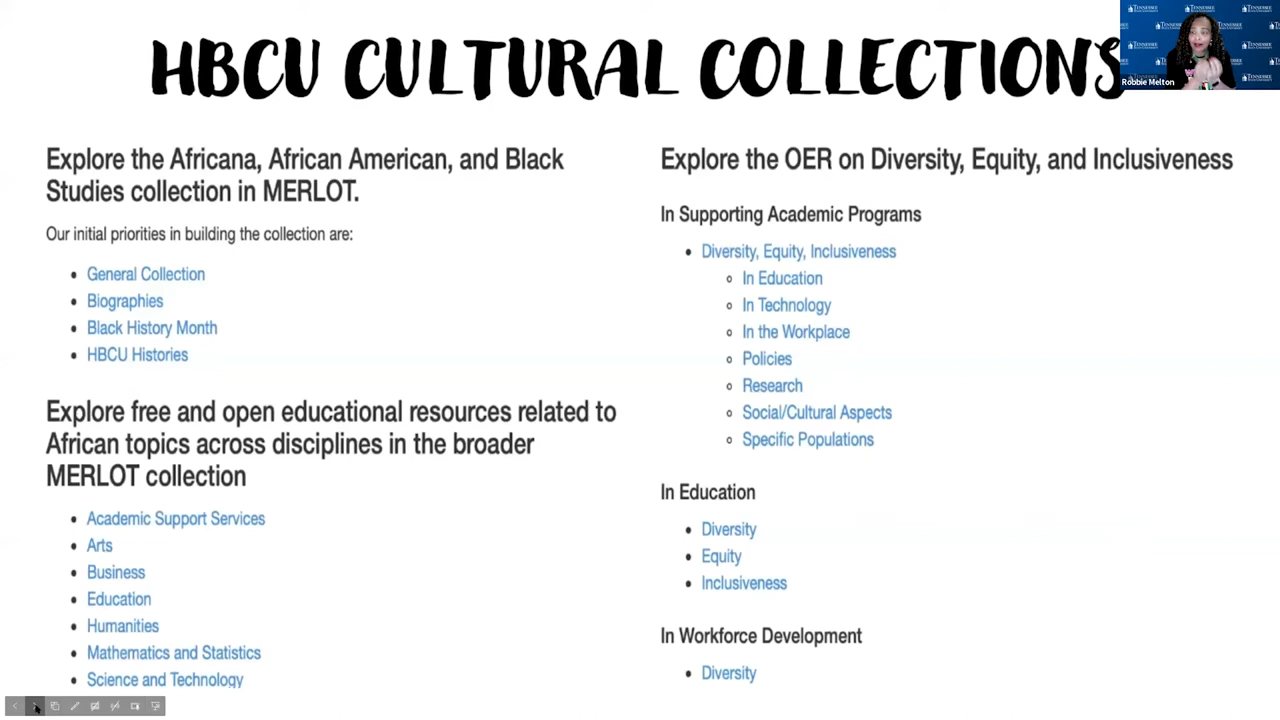 HBCU CULTURAL COLLECTIONS
Explore the Africana, African American, and Black
Studies collection in MERLOT.
Our initial priorities in building the collection are:
General Collection
Biographies
Black History Month
HBCU Histories
Explore free and open educational resources related to
African topics across disciplines in the broader
MERLOT collection
Academic Support Services
Arts
Business
Education
Humanities
Mathematics and Statistics
Science and Technology
Explore the OER on Diversity, Equity, and Inclusiveness
In Supporting Academic Programs
Diversity, Equity, Inclusiveness
In Education
In Technology
In the Workplace
Policies
Research
Social/Cultural Aspects
Specific Populations
In Education
Diversity
Equity
Inclusiveness
In Workforce Development
Diversity
TENNESSEE
Robbie Melton